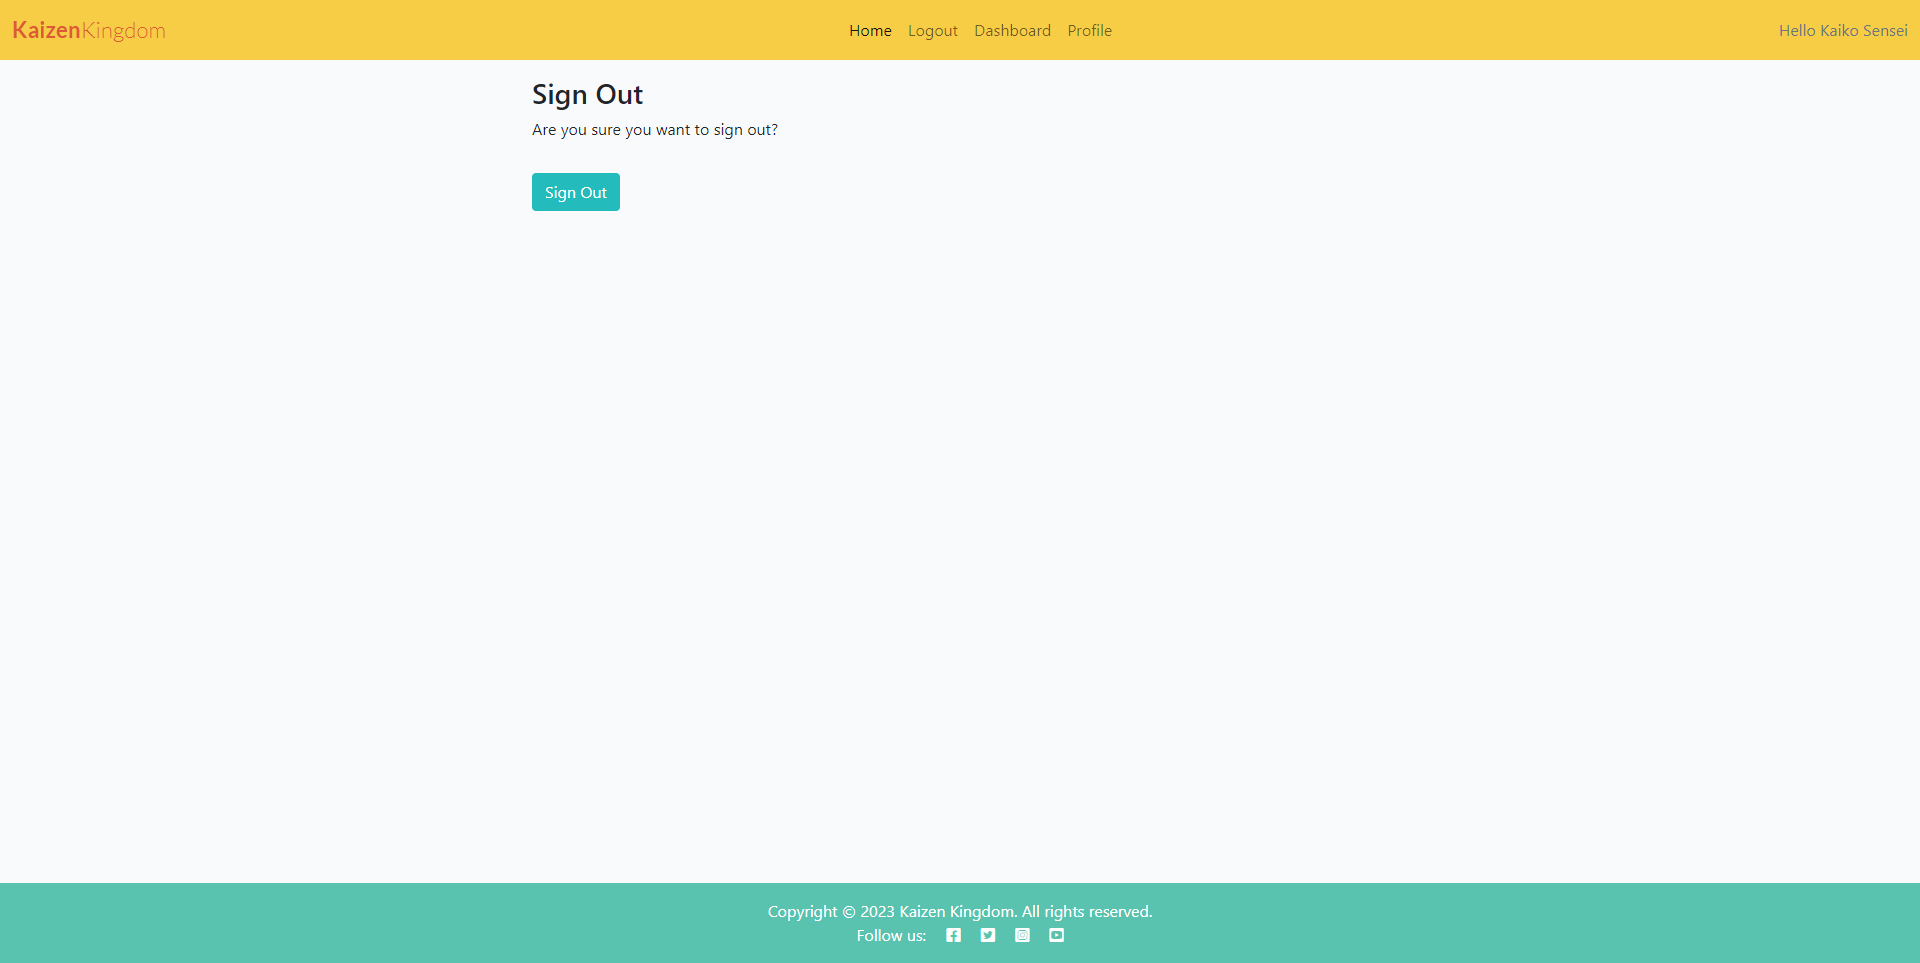 KaizenKingdom Home Logout Dashboard Profile Hello Kaiko Sensei
Sign Out
Are you sure you want to sign out?
Sign Out
Copyright © 2023 Kaizen Kingdom. All rights reserved.
Follow us: